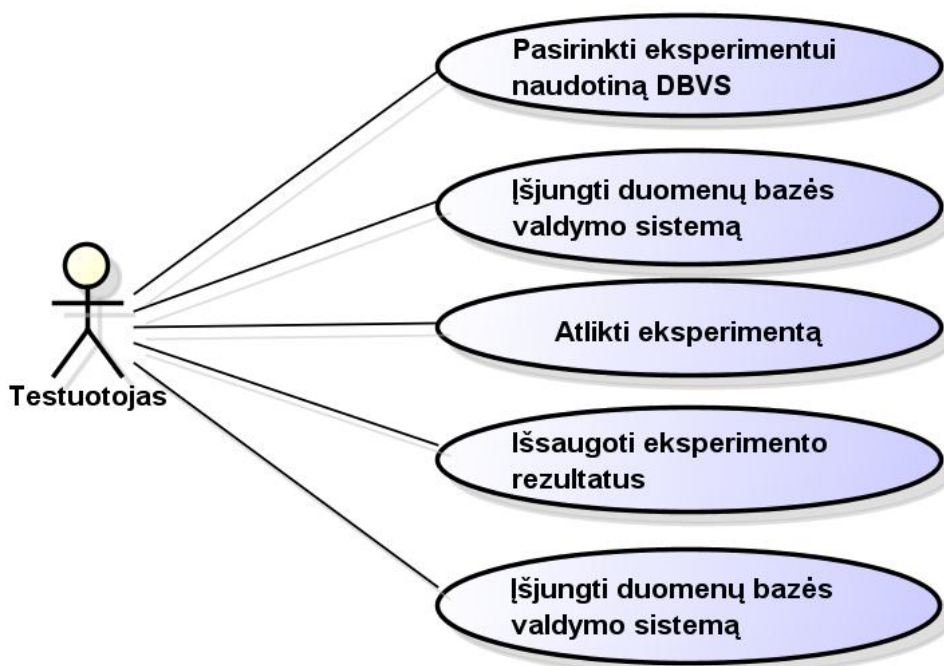 Pasirinkti eksperimentui
naudotiną DBVS
Įšjungti duomenų bazės
valdymo sistemą
Atlikti eksperimentą
Testuotojas
Išsaugoti eksperimento
rezultatus
Įšjungti duomenų bazės
valdymo sistemą